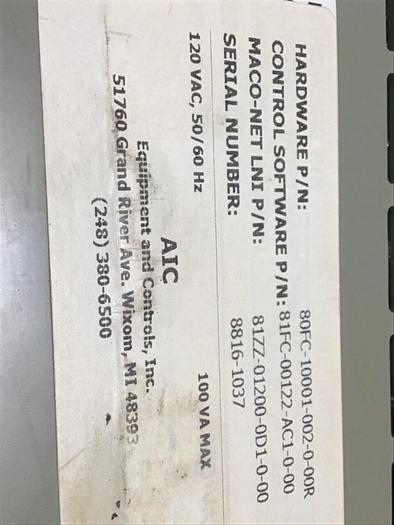 HARDWARE P/N: 80FC-10001-002-0-00R
CONTROL SOFTWARE P/N: 81FC-00122-AC1-0-00
MACO-NET LNI P/N: 81ZZ-01200-0D1-0-00
SERIAL NUMBER: 8816-1037
120 VAC, 50/60 Hz 100 VA MAX
AIC
Equipment and Controls, Inc.
51760 Grand River Ave. Wixom, MI 48393
(248) 380-6500